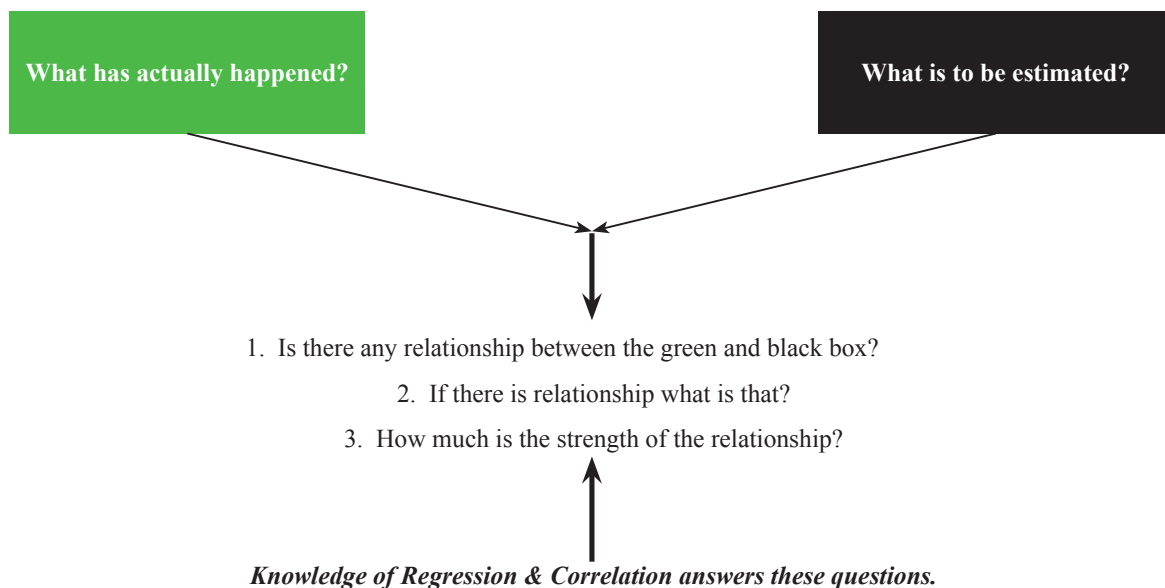 What has actually happened?
What is to be estimated?
1. Is there any relationship between the green and black box?
2. If there is relationship what is that?
3. How much is the strength of the relationship?
Knowledge of Regression & Correlation answers these questions.